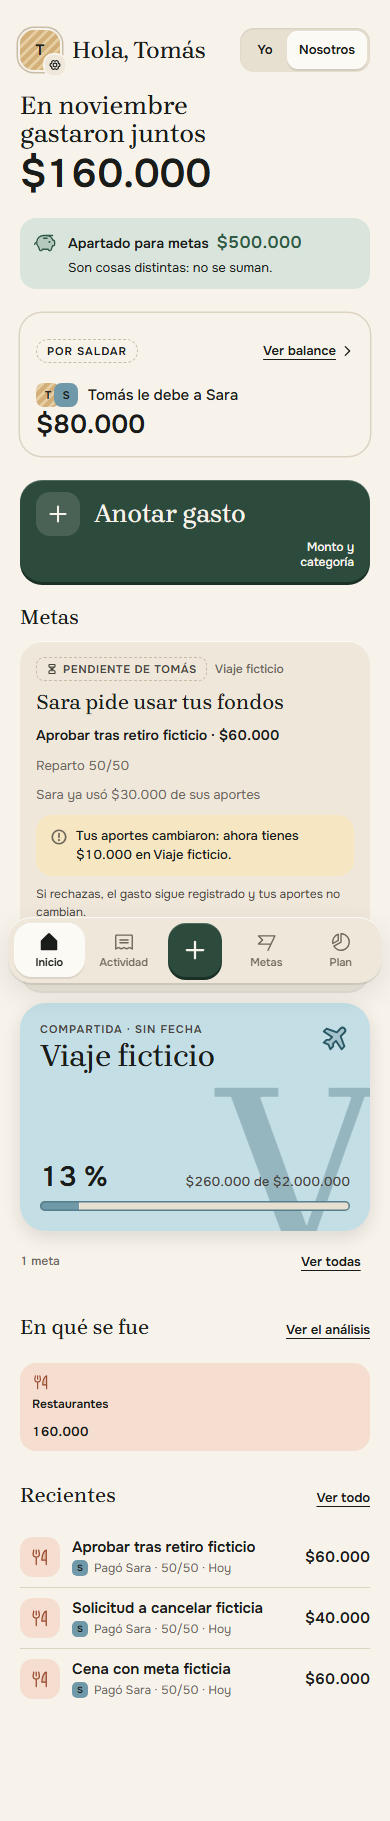 T
Hola, Tomás
Yo
Nosotros
En noviembre
gastaron juntos
$160.000
Apartado para metas $500.000
Son cosas distintas: no se suman.
POR SALDAR
Ver balance
T S Tomás le debe a Sara
$80.000
Anotar gasto
Monto y
categoría
Metas
PENDIENTE DE TOMÁS
Viaje ficticio
Sara pide usar tus fondos
Aprobar tras retiro ficticio · $60.000
Reparto 50/50
Sara ya usó $30.000 de sus aportes
Tus aportes cambiaron: ahora tienes
$10.000 en Viaje ficticio.
Si rechazas, el gasto sigue registrado y tus aportes no
cambian.
Inicio
Actividad
Metas
Plan
COMPARTIDA · SIN FECHA
Viaje ficticio
V
13 %
$260.000 de $2.000.000
1 meta
Ver todas
En qué se fue
Ver el análisis
Restaurantes
160.000
Recientes
Ver todo
Aprobar tras retiro ficticio
$60.000
S Pagó Sara · 50/50 · Hoy
Solicitud a cancelar ficticia
$40.000
S Pagó Sara · 50/50 · Hoy
Cena con meta ficticia
$60.000
S Pagó Sara · 50/50 · Hoy